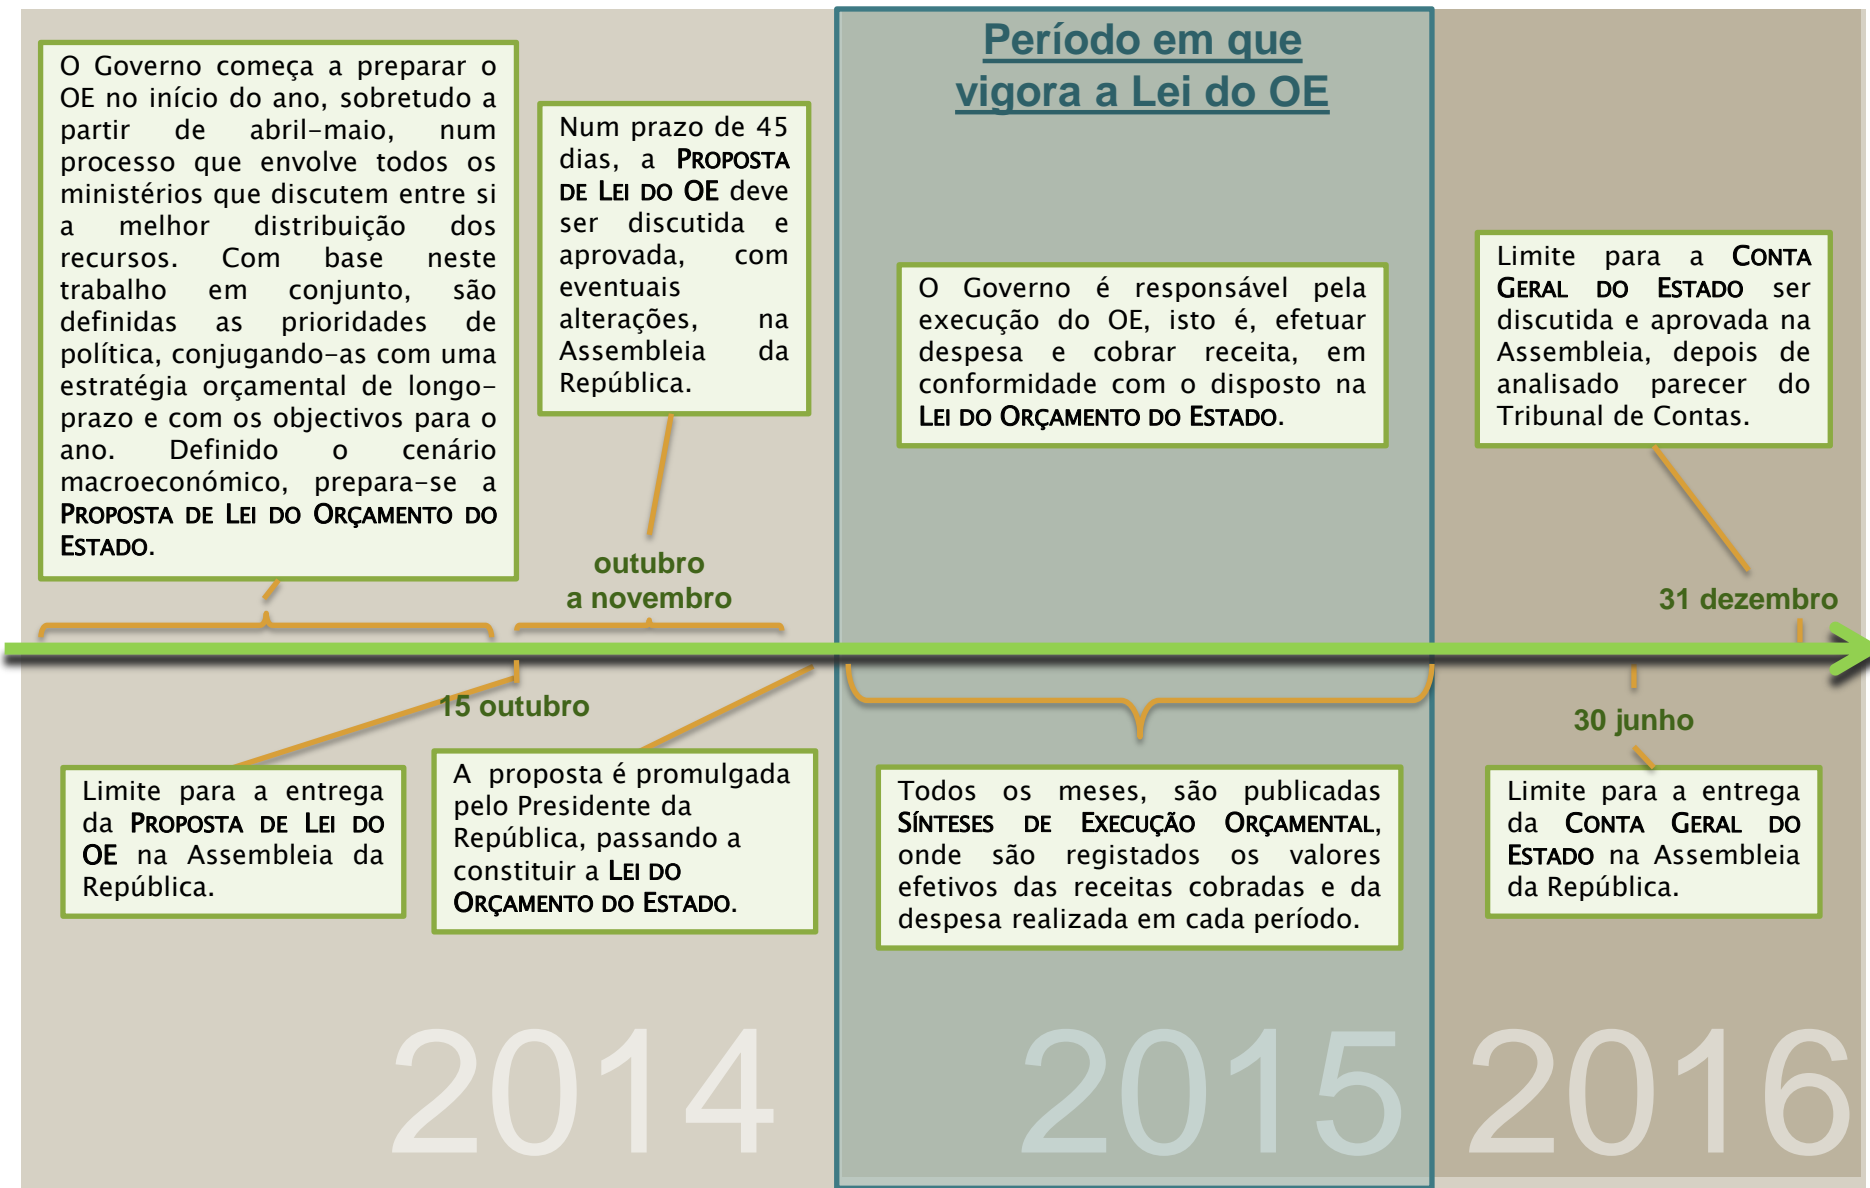 O Governo começa a preparar o
OE no início do ano, sobretudo a
partir de abril-maio, num
processo que envolve todos os
ministérios que discutem entre si
a melhor distribuição dos
recursos. Com base neste
trabalho em conjunto, são
definidas as prioridades de
política, conjugando-as com uma
estratégia orçamental de longo-
prazo e com os objectivos para o
ano. Definido o cenário
macroeconómico, prepara-se a
PROPOSTA DE LEI DO ORÇAMENTO DO
ESTADO.
Num prazo de 45
dias, a PROPOSTA
DE LEI DO OE deve
ser discutida e
aprovada, com
eventuais
alterações, na
Assembleia da
República.
outubro
a novembro
Período em que
vigora a Lei do OE
O Governo é responsável pela
execução do OE, isto é, efetuar
despesa e cobrar receita, em
conformidade com o disposto na
LEI DO ORÇAMENTO DO ESTADO.
Limite para a CONTA
GERAL DO ESTADO ser
discutida e aprovada na
Assembleia, depois de
analisado parecer do
Tribunal de Contas.
31 dezembro
15 outubro
Limite para a entrega
da PROPOSTA DE LEI DO
OE na Assembleia da
República.
A proposta é promulgada
pelo Presidente da
República, passando a
constituir a LEI DO
ORÇAMENTO DO ESTADO.
Todos os meses, são publicadas
SÍNTESES DE EXECUÇÃO ORÇAMENTAL,
onde são registados os valores
efetivos das receitas cobradas e da
despesa realizada em cada período.
30 junho
Limite para a entrega
da CONTA GERAL DO
ESTADO na Assembleia
da República.
2014
2015
2016